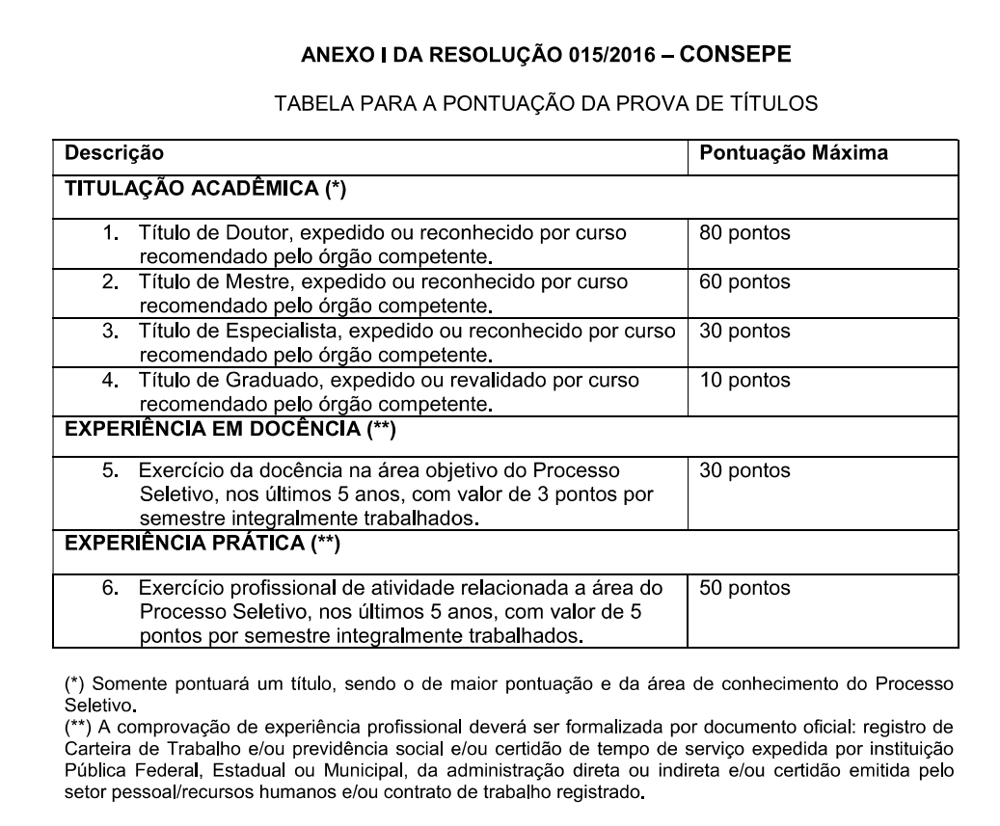 ANEXO I DA RESOLUÇÃO 015/2016 – CONSEPE
TABELA PARA A PONTUAÇÃO DA PROVA DE TÍTULOS
Descrição Pontuação Máxima
TITULAÇÃO ACADÊMICA (*)
1. Título de Doutor, expedido ou reconhecido por curso 80 pontos
recomendado pelo órgão competente.
2. Título de Mestre, expedido ou reconhecido por curso 60 pontos
recomendado pelo órgão competente.
3. Título de Especialista, expedido ou reconhecido por curso 30 pontos
recomendado pelo órgão competente.
4. Título de Graduado, expedido ou revalidado por curso 10 pontos
recomendado pelo órgão competente.
EXPERIÊNCIA EM DOCÊNCIA (**)
5. Exercício da docência na área objetivo do Processo 30 pontos
Seletivo, nos últimos 5 anos, com valor de 3 pontos por
semestre integralmente trabalhados.
EXPERIÊNCIA PRÁTICA (**)
6. Exercício profissional de atividade relacionada a área do 50 pontos
Processo Seletivo, nos últimos 5 anos, com valor de 5
pontos por semestre integralmente trabalhados.
(*) Somente pontuará um título, sendo o de maior pontuação e da área de conhecimento do Processo
Seletivo.
(**) A comprovação de experiência profissional deverá ser formalizada por documento oficial: registro de
Carteira de Trabalho e/ou previdência social e/ou certidão de tempo de serviço expedida por instituição
Pública Federal, Estadual ou Municipal, da administração direta ou indireta e/ou certidão emitida pelo
setor pessoal/recursos humanos e/ou contrato de trabalho registrado.